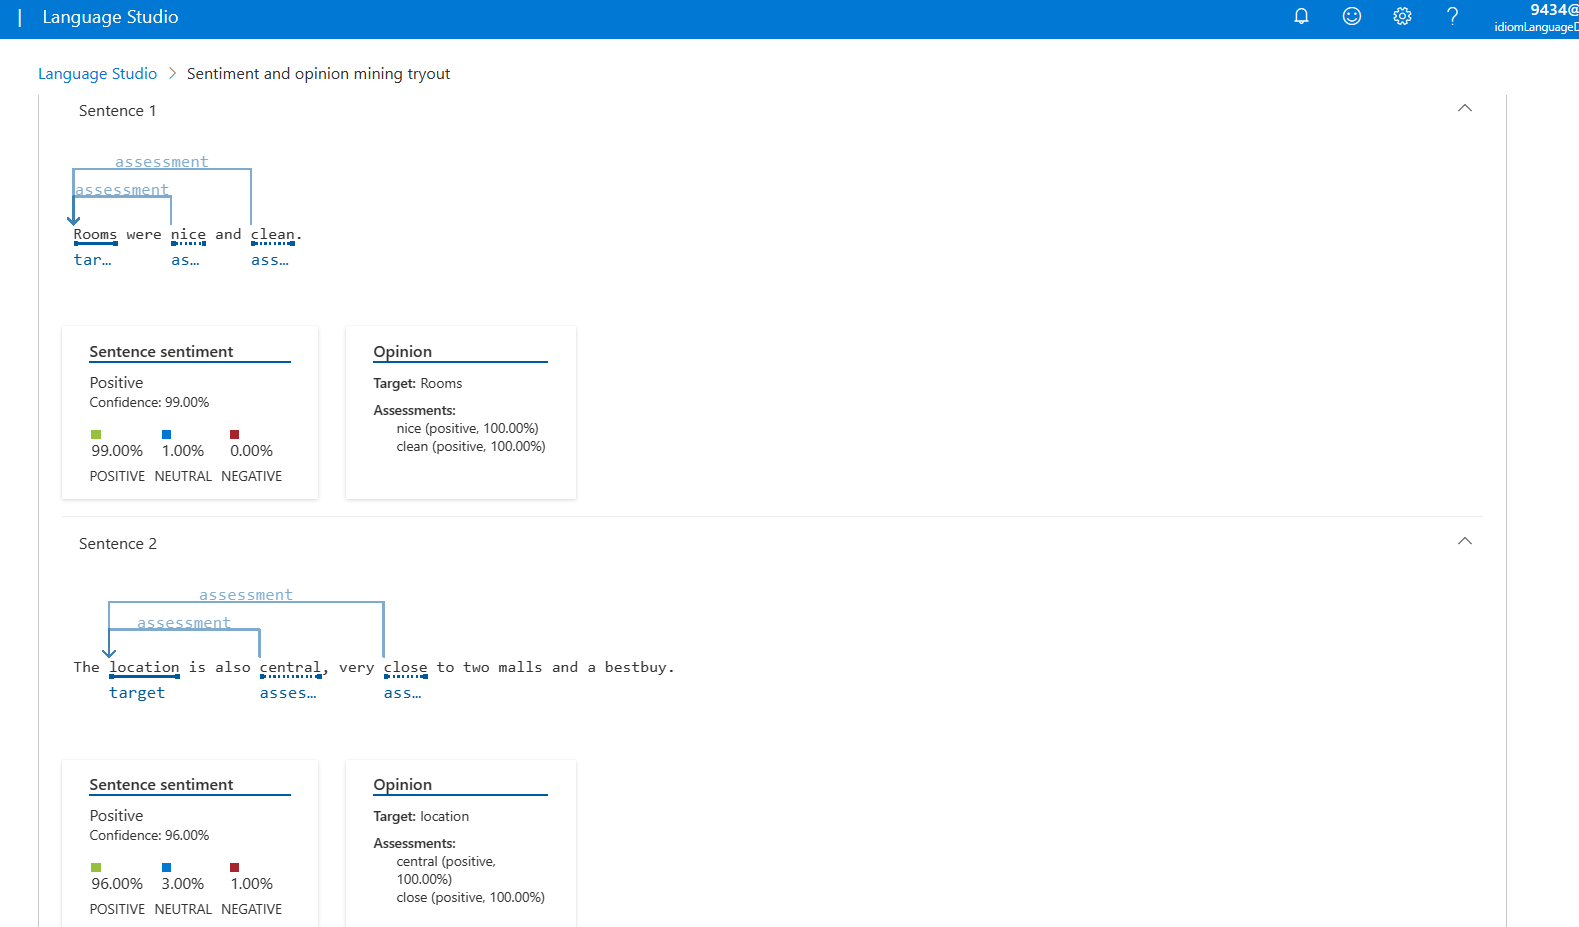 | Language Studio
9434@
idiomLanguageD
Language Studio > Sentiment and opinion mining tryout
Sentence 1
assessment
assessment
Rooms were nice and clean.
tar... as... ass...
Sentence sentiment
Positive
Confidence: 99.00%
99.00% 1.00% 0.00%
POSITIVE NEUTRAL NEGATIVE
Opinion
Target: Rooms
Assessments:
nice (positive, 100.00%)
clean (positive, 100.00%)
Sentence 2
assessment
assessment
The location is also central, very close to two malls and a bestbuy.
target asses... ass...
Sentence sentiment
Positive
Confidence: 96.00%
96.00% 3.00% 1.00%
POSITIVE NEUTRAL NEGATIVE
Opinion
Target: location
Assessments:
central (positive,
100.00%)
close (positive, 100.00%)